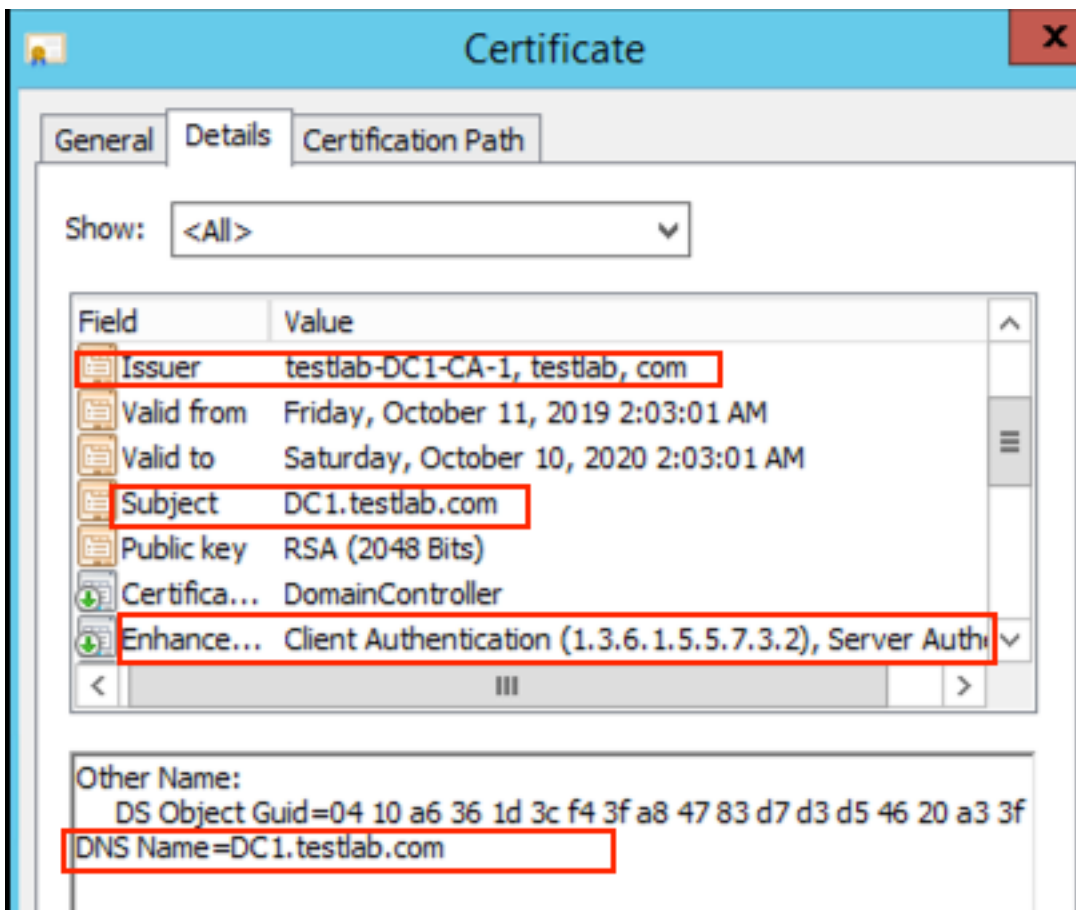 Certificate
x
General Details Certification Path
Show: <All>
Field Value
Issuer testlab-DC1-CA-1, testlab, com
Valid from Friday, October 11, 2019 2:03:01 AM
Valid to Saturday, October 10, 2020 2:03:01 AM
Subject DC1.testlab.com
Public key RSA (2048 Bits)
Certifica... DomainController
Enhance... Client Authentication (1.3.6.1.5.5.7.3.2), Server Auth
Other Name:
DS Object Guid=04 10 a6 36 1d 3c f4 3f a8 47 83 d7 d3 d5 46 20 a3 3f
DNS Name=DC1.testlab.com